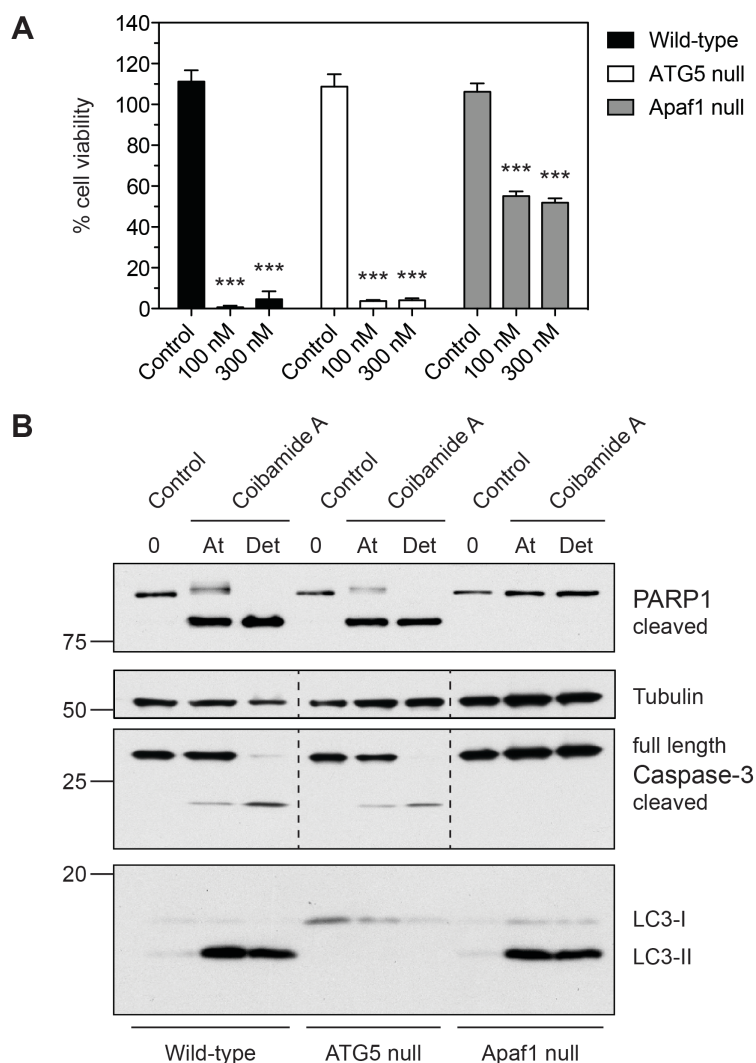 A
140
120
100
80
60
40
20
0
% cell viability
***
***
***
***
***
***
Control
100 nM
300 nM
Control
100 nM
300 nM
Control
100 nM
300 nM
Wild-type
ATG5 null
Apaf1 null
B
Control
Coibamide A
Control
Coibamide A
Control
Coibamide A
0 At Det 0 At Det 0 At Det
PARP1
cleaved
75
Tubulin
50
full length
Caspase-3
25
cleaved
20
LC3-I
LC3-II
Wild-type ATG5 null Apaf1 null